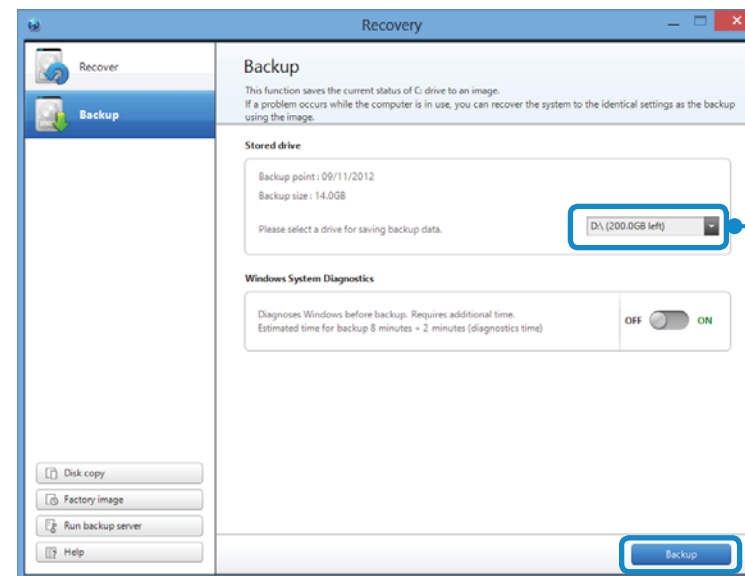 Recovery
Recover
Backup
Backup
This function saves the current status of C: drive to an image.
If a problem occurs while the computer is in use, you can recover the system to the identical settings as the backup
using the image.
Stored drive
Backup point : 09/11/2012
Backup size : 14.0GB
Please select a drive for saving backup data.
D:\ (200.0GB left)
Windows System Diagnostics
Diagnoses Windows before backup. Requires additional time.
Estimated time for backup 8 minutes + 2 minutes (diagnostics time)
OFF ON
Disk copy
Factory image
Run backup server
Help
Backup